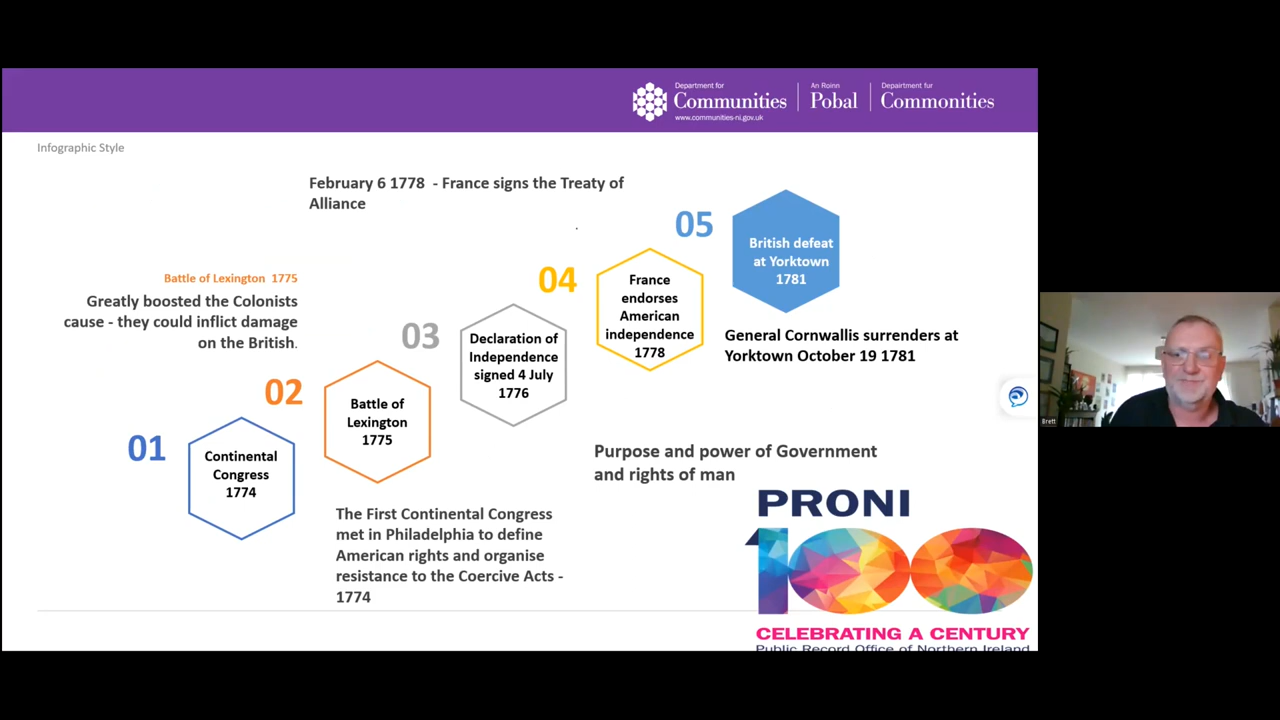 Department for
Communities
www.communities-ni.gov.uk
An Roinn
Pobal
Depairtment fur
Commonities
Infographic Style
February 6 1778 - France signs the Treaty of
Alliance
05
British defeat
at Yorktown
1781
General Cornwallis surrenders at
Yorktown October 19 1781
04
France
endorses
American
independence
1778
Battle of Lexington 1775
Greatly boosted the Colonists
cause - they could inflict damage
on the British.
03
Declaration of
Independence
signed 4 July
1776
02
Battle of
Lexington
1775
01
Continental
Congress
1774
The First Continental Congress
met in Philadelphia to define
American rights and organise
resistance to the Coercive Acts -
1774
Purpose and power of Government
and rights of man
PRONI
100
CELEBRATING A CENTURY
Public Record Office of Northern Ireland
Brett